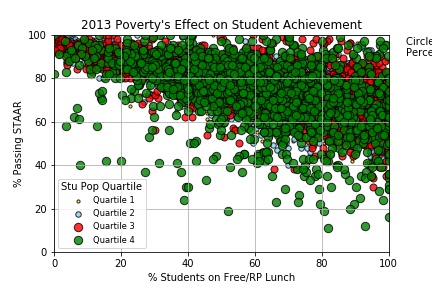 2013 Poverty's Effect on Student Achievement
Circle
Perce
% Passing STAAR
100
80
60
40
20
0
Stu Pop Quartile
Quartile 1
Quartile 2
Quartile 3
Quartile 4
0 20 40 60 80 100
% Students on Free/RP Lunch